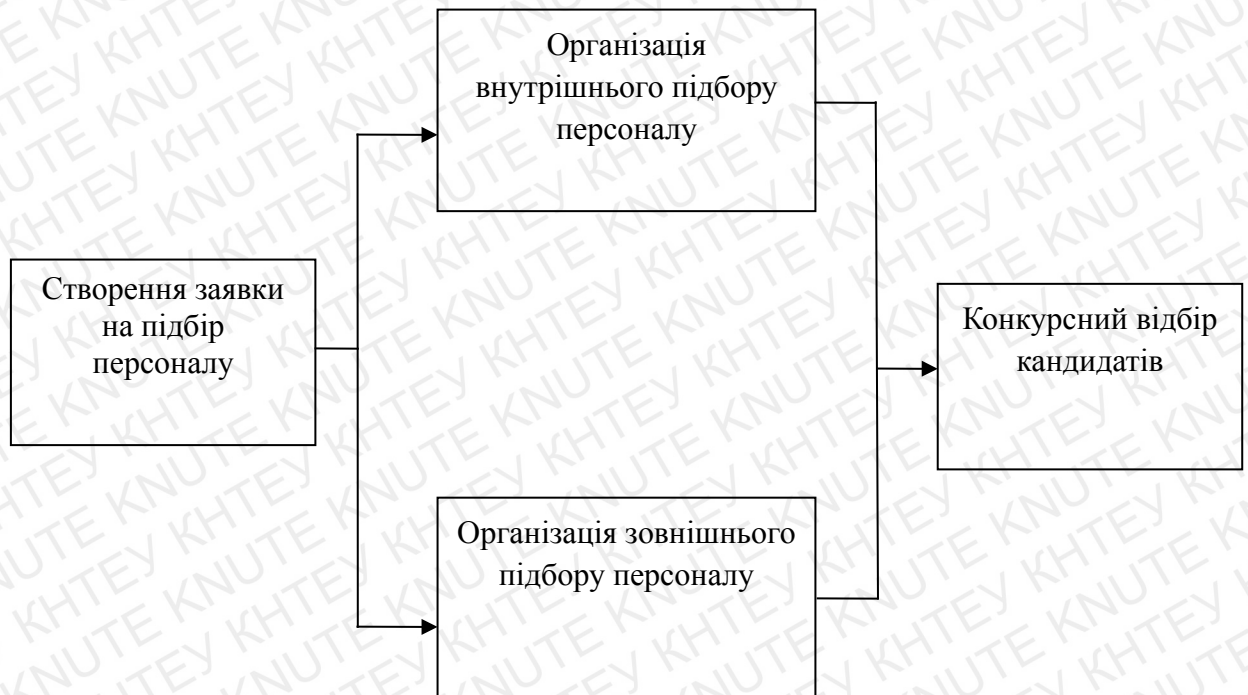 Організація
внутрішнього підбору
персоналу
Створення заявки
на підбір
персоналу
Конкурсний відбір
кандидатів
Організація зовнішнього
підбору персоналу